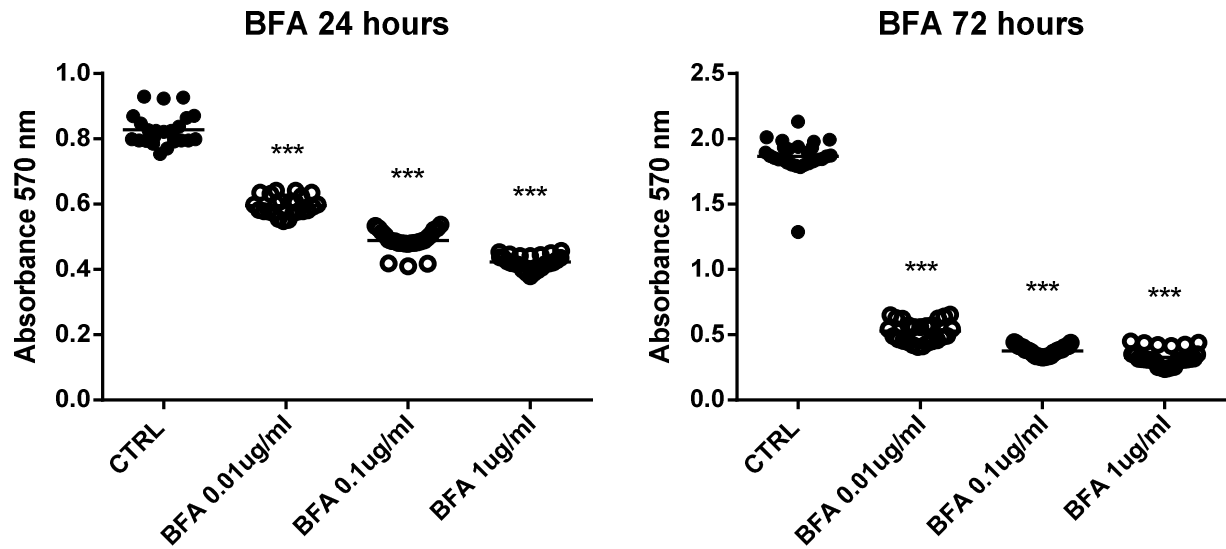 BFA 24 hours
Absorbance 570 nm
1.0
0.8
0.6
0.4
0.2
0.0
***
***
***
CTRL
BFA 0.01ug/ml
BFA 0.1ug/ml
BFA 1ug/ml
BFA 72 hours
Absorbance 570 nm
2.5
2.0
1.5
1.0
0.5
0.0
***
***
***
CTRL
BFA 0.01ug/ml
BFA 0.1ug/ml
BFA 1ug/ml